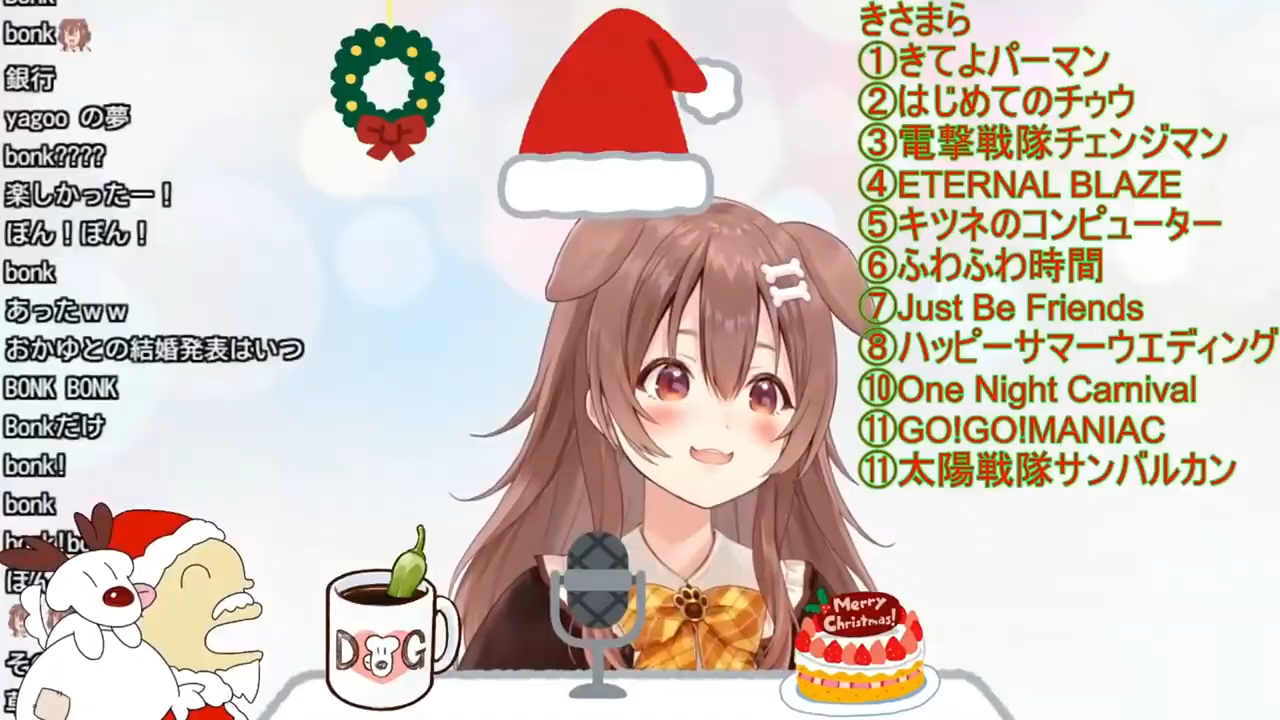 bonk
bonk
銀行
yagoo の夢
bonk????
楽しかったー！
ぼん！ぼん！
bonk
あったｗｗ
おかゆとの結婚発表はいつ
BONK BONK
Bonkだけ
bonk!
bonk
きさまら
①きてよパーマン
②はじめてのチゥウ
③電撃戦隊チェンジマン
④ETERNAL BLAZE
⑤キツネのコンピューター
⑥ふわふわ時間
⑦Just Be Friends
⑧ハッピーサマーウエディング
⑩One Night Carnival
⑪GO!GO!MANIAC
⑪太陽戦隊サンバルカン
DOG
Merry
Christmas!